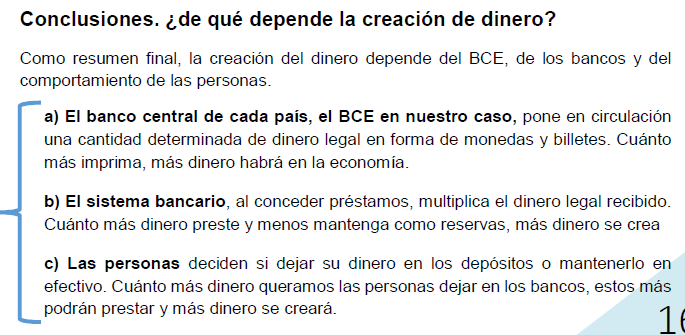 Conclusiones. ¿de qué depende la creación de dinero?
Como resumen final, la creación del dinero depende del BCE, de los bancos y del
comportamiento de las personas.
a) El banco central de cada país, el BCE en nuestro caso, pone en circulación
una cantidad determinada de dinero legal en forma de monedas y billetes. Cuánto
más imprima, más dinero habrá en la economía.
b) El sistema bancario, al conceder préstamos, multiplica el dinero legal recibido.
Cuánto más dinero preste y menos mantenga como reservas, más dinero se crea
c) Las personas deciden si dejar su dinero en los depósitos o mantenerlo en
efectivo. Cuánto más dinero queramos las personas dejar en los bancos, estos más
podrán prestar y más dinero se creará.